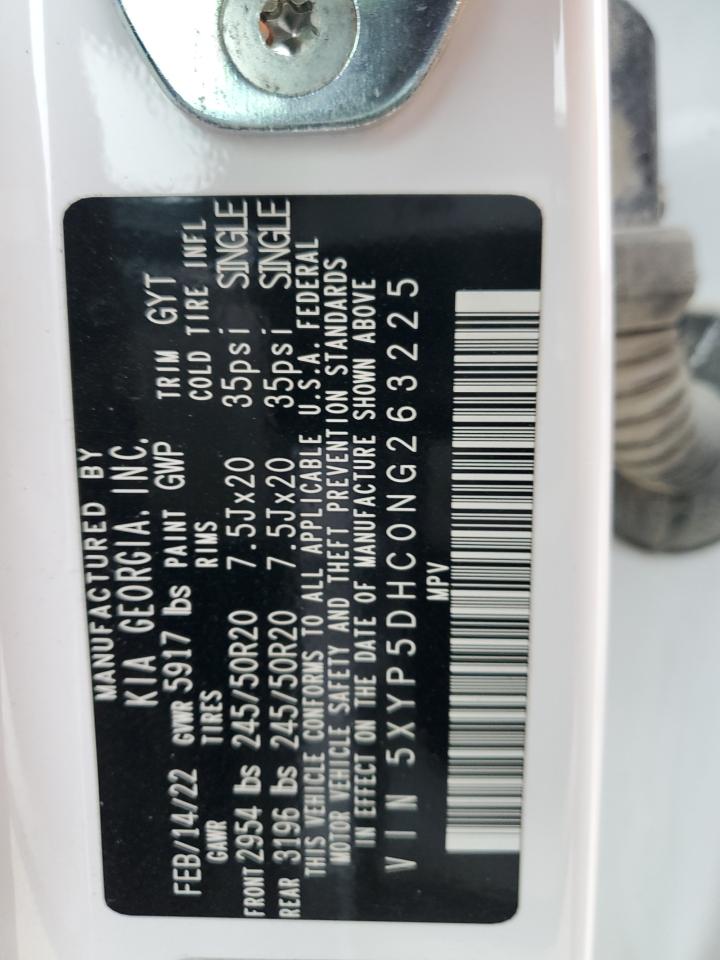 MANUFACTURED BY
KIA GEORGIA, INC.
FEB/14/22 GVWR 5917 lbs PAINT GWP TRIM GYT
GAWR TIRES RIMS COLD TIRE INFL
FRONT 2954 lbs 245/50R20 7.5Jx20 35psi SINGLE
REAR 3196 lbs 245/50R20 7.5Jx20 35psi SINGLE
THIS VEHICLE CONFORMS TO ALL APPLICABLE U.S.A. FEDERAL
MOTOR VEHICLE SAFETY AND THEFT PREVENTION STANDARDS
IN EFFECT ON THE DATE OF MANUFACTURE SHOWN ABOVE
VIN 5XYP5DHC0NG263225
MPV